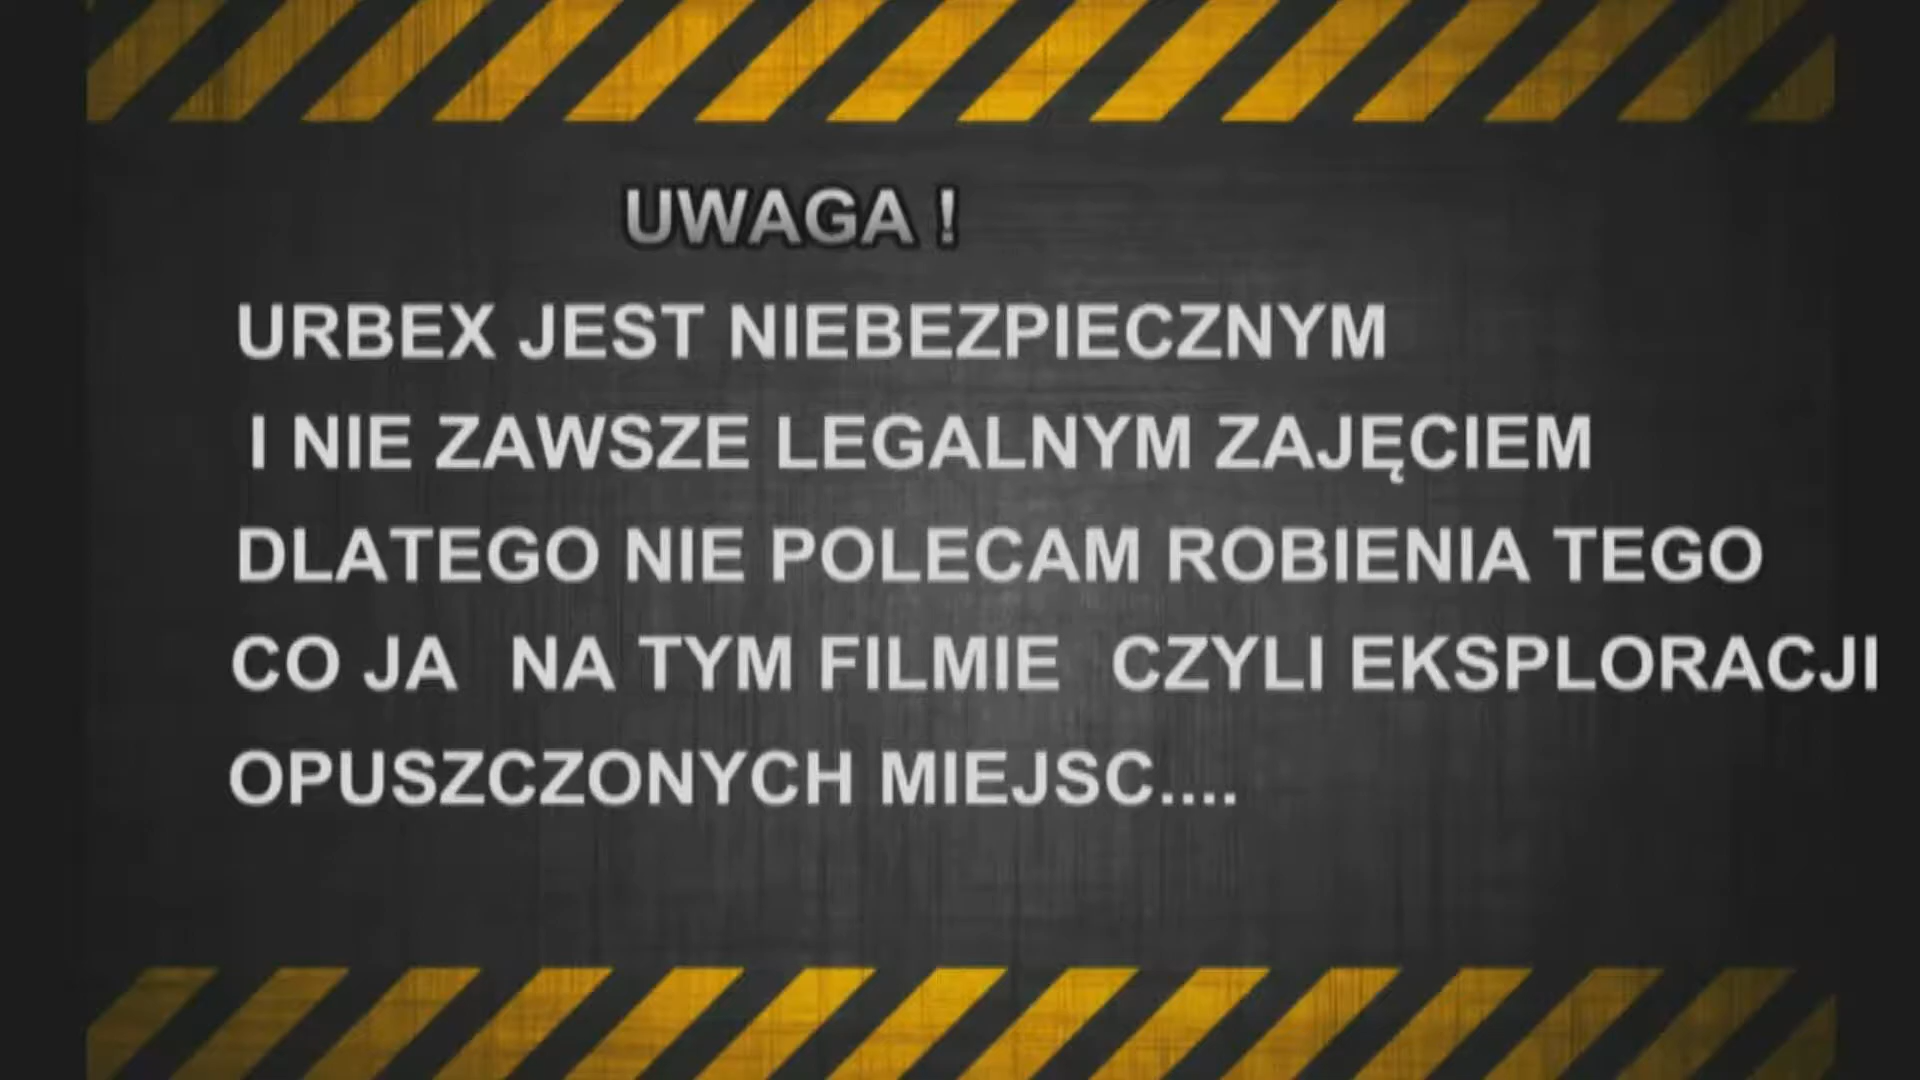 UWAGA !
URBEX JEST NIEBEZPIECZNYM
I NIE ZAWSZE LEGALNYM ZAJĘCIEM
DLATEGO NIE POLECAM ROBIENIA TEGO
CO JA NA TYM FILMIE CZYLI EKSPLORACJI
OPUSZCZONYCH MIEJSC....